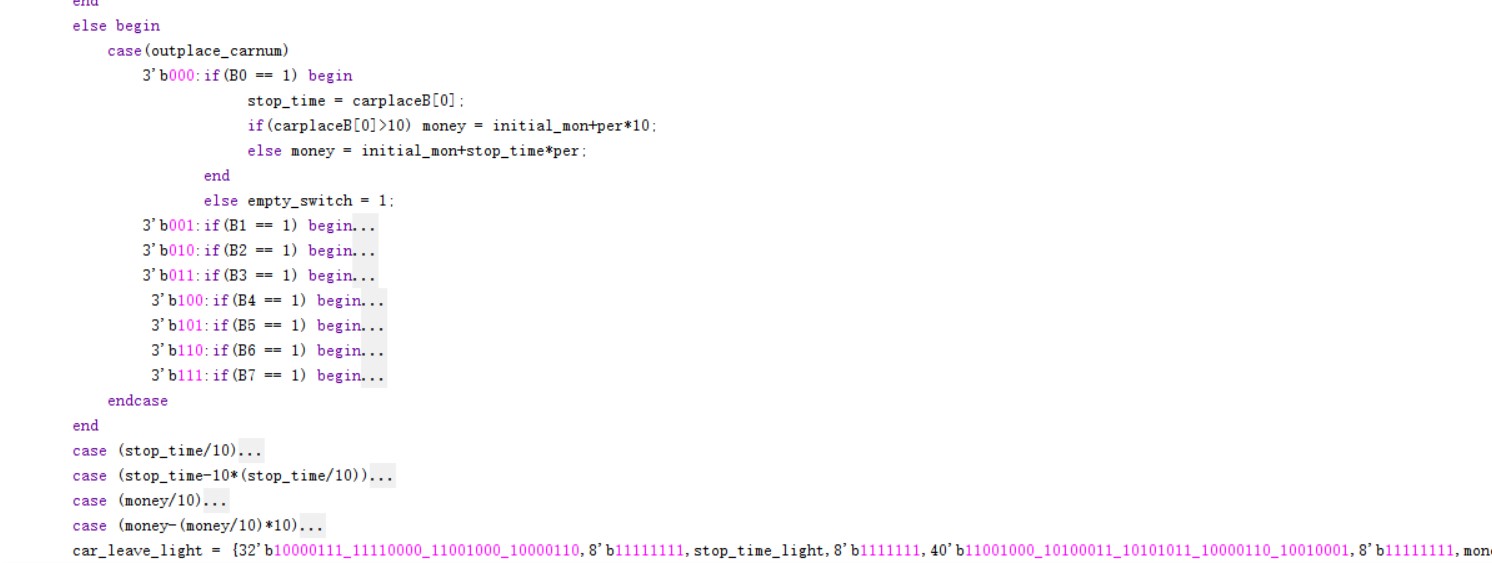 end
else begin
case(outplace_carnum)
3'b000:if(B0 == 1) begin
stop_time = carplaceB[0];
if(carplaceB[0]>10) money = initial_mon+per*10;
else money = initial_mon+stop_time*per;
end
else empty_switch = 1;
3'b001:if(B1 == 1) begin...
3'b010:if(B2 == 1) begin...
3'b011:if(B3 == 1) begin...
3'b100:if(B4 == 1) begin...
3'b101:if(B5 == 1) begin...
3'b110:if(B6 == 1) begin...
3'b111:if(B7 == 1) begin...
endcase
end
case (stop_time/10)...
case (stop_time-10*(stop_time/10))...
case (money/10)...
case (money-(money/10)*10)...
car_leave_light = {32'b10000111_11110000_11001000_10000110,8'b11111111,stop_time_light,8'b1111111,40'b11001000_10100011_10101011_10000110_10010001,8'b11111111,mon